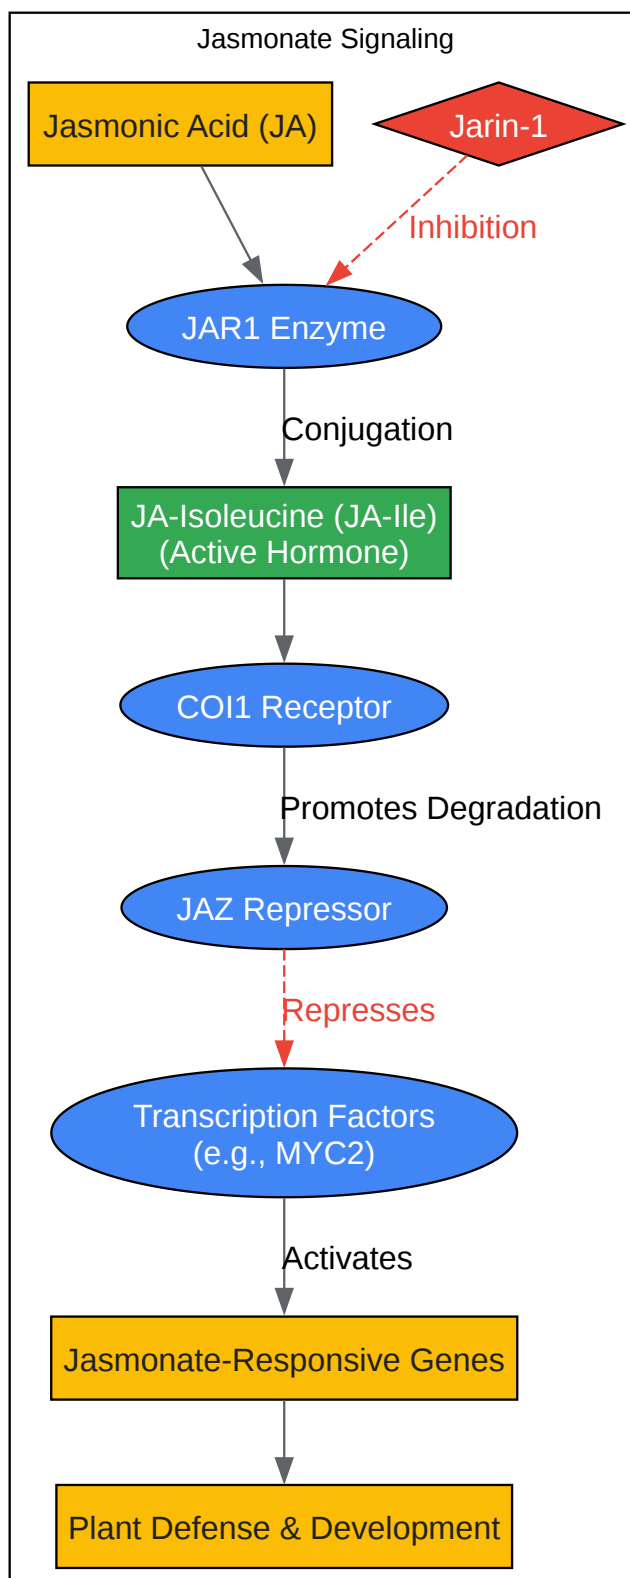 Jasmonate Signaling
Jasmonic Acid (JA)
Jarin-1
Inhibition
JAR1 Enzyme
Conjugation
JA-Isoleucine (JA-Ile)
(Active Hormone)
COI1 Receptor
Promotes Degradation
JAZ Repressor
Represses
Transcription Factors
(e.g., MYC2)
Activates
Jasmonate-Responsive Genes
Plant Defense & Development